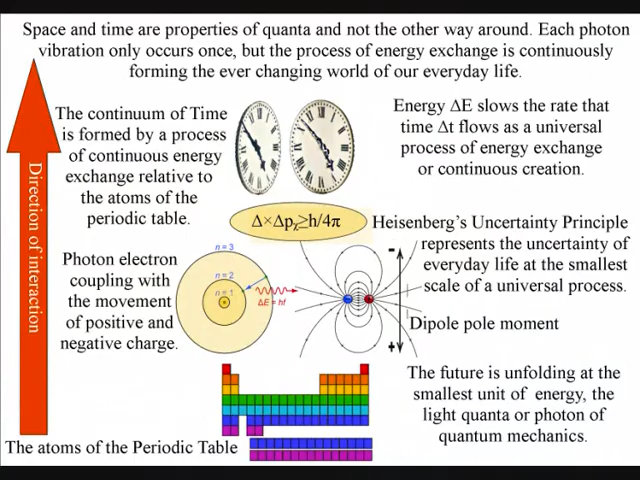 Space and time are properties of quanta and not the other way around. Each photon
vibration only occurs once, but the process of energy exchange is continuously
forming the ever changing world of our everyday life.
The continuum of Time
is formed by a process
of continuous energy
exchange relative to
the atoms of the
periodic table.
Energy ΔE slows the rate that
time Δt flows as a universal
process of energy exchange
or continuous creation.
Direction of interaction
Δ×Δpₓ≥h/4π
Heisenberg's Uncertainty Principle
represents the uncertainty of
everyday life at the smallest
scale of a universal process.
Photon electron
coupling with
the movement
of positive and
negative charge.
n = 3
n = 2
n = 1
ΔE = hf
-
+
Dipole pole moment
The future is unfolding at the
smallest unit of energy, the
light quanta or photon of
quantum mechanics.
The atoms of the Periodic Table